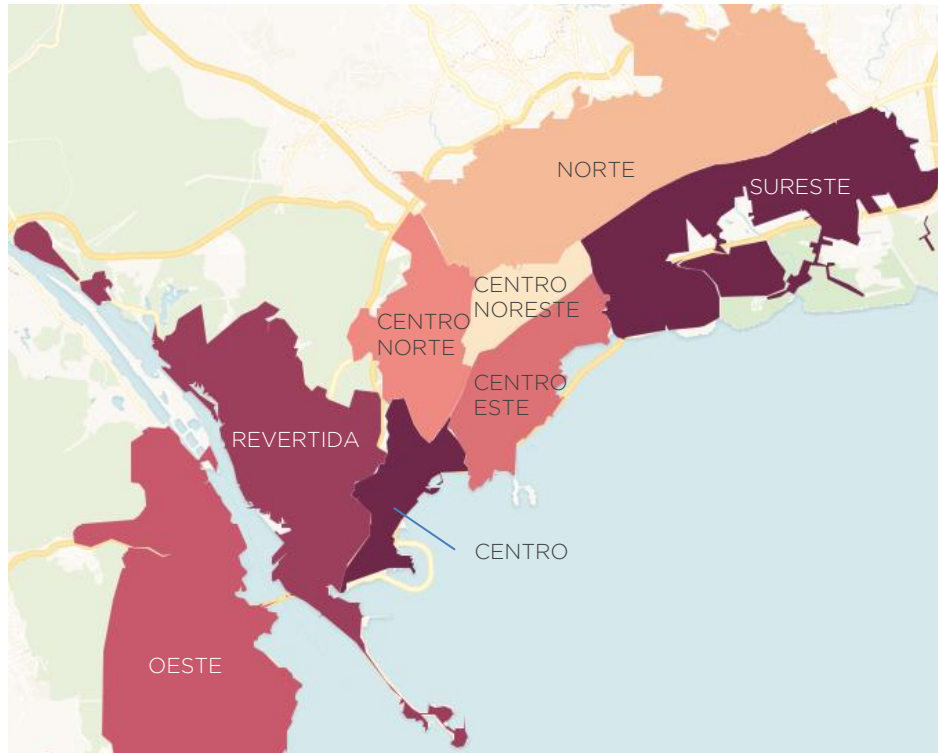 NORTE
SURESTE
CENTRO
NORESTE
CENTRO
NORTE
CENTRO
ESTE
REVERTIDA
CENTRO
OESTE